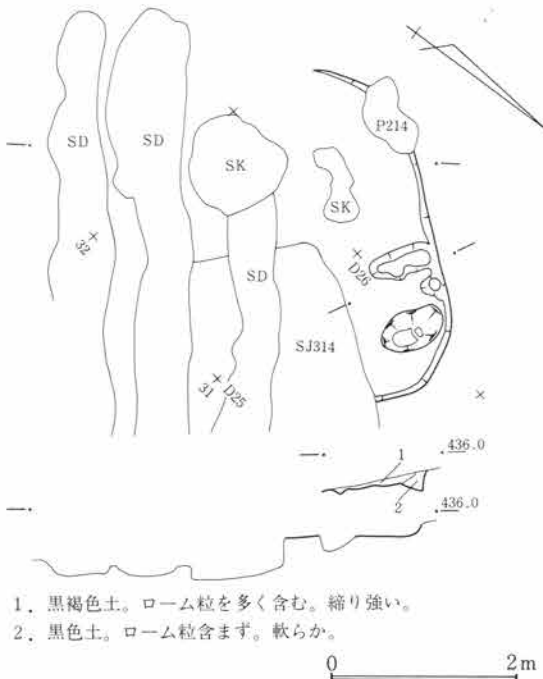 P214
SD
SD
SK
SK
32
D26
SD
SJ314
31 D25
1
436.0
2
436.0
1．黒褐色土。ローム粒を多く含む。締り強い。
2．黒色土。ローム粒含まず。軟らか。
0 2m